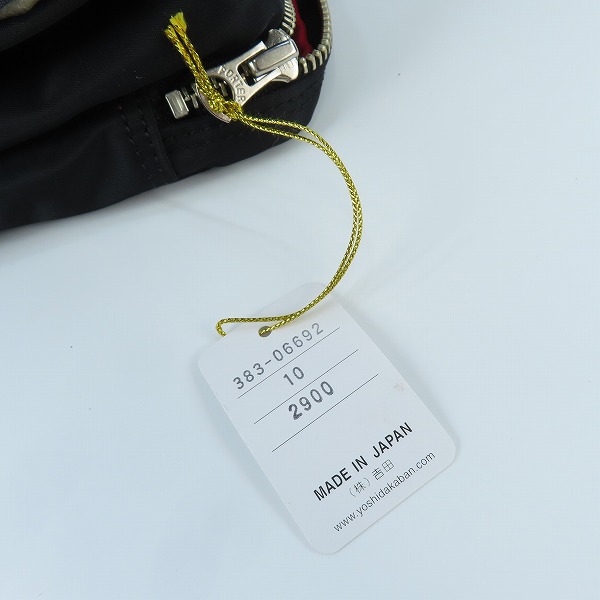 PORTER
383-06692
10
2900
MADE IN JAPAN
(株)吉田
www.yoshidakaban.com